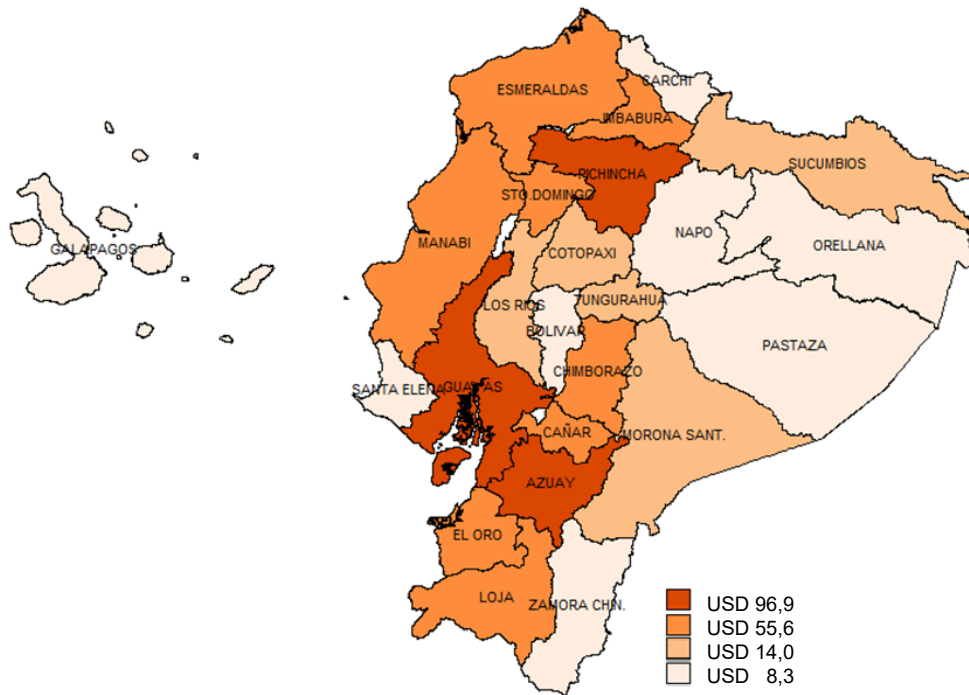 CARCHI
ESMERALDAS
IMBABURA
SUCUMBIOS
PICHINCHA
STO.DOMINGO
NAPO
MANABI
ORELLANA
GALAPAGOS
COTOPAXI
LOS RIOS
TUNGURAHUA
BOLIVAR
PASTAZA
CHIMBORAZO
SANTA ELENA
GUAYAS
CAÑAR
MORONA SANT.
AZUAY
EL ORO
LOJA
ZAMORA CHIN.
USD 96,9
USD 55,6
USD 14,0
USD 8,3